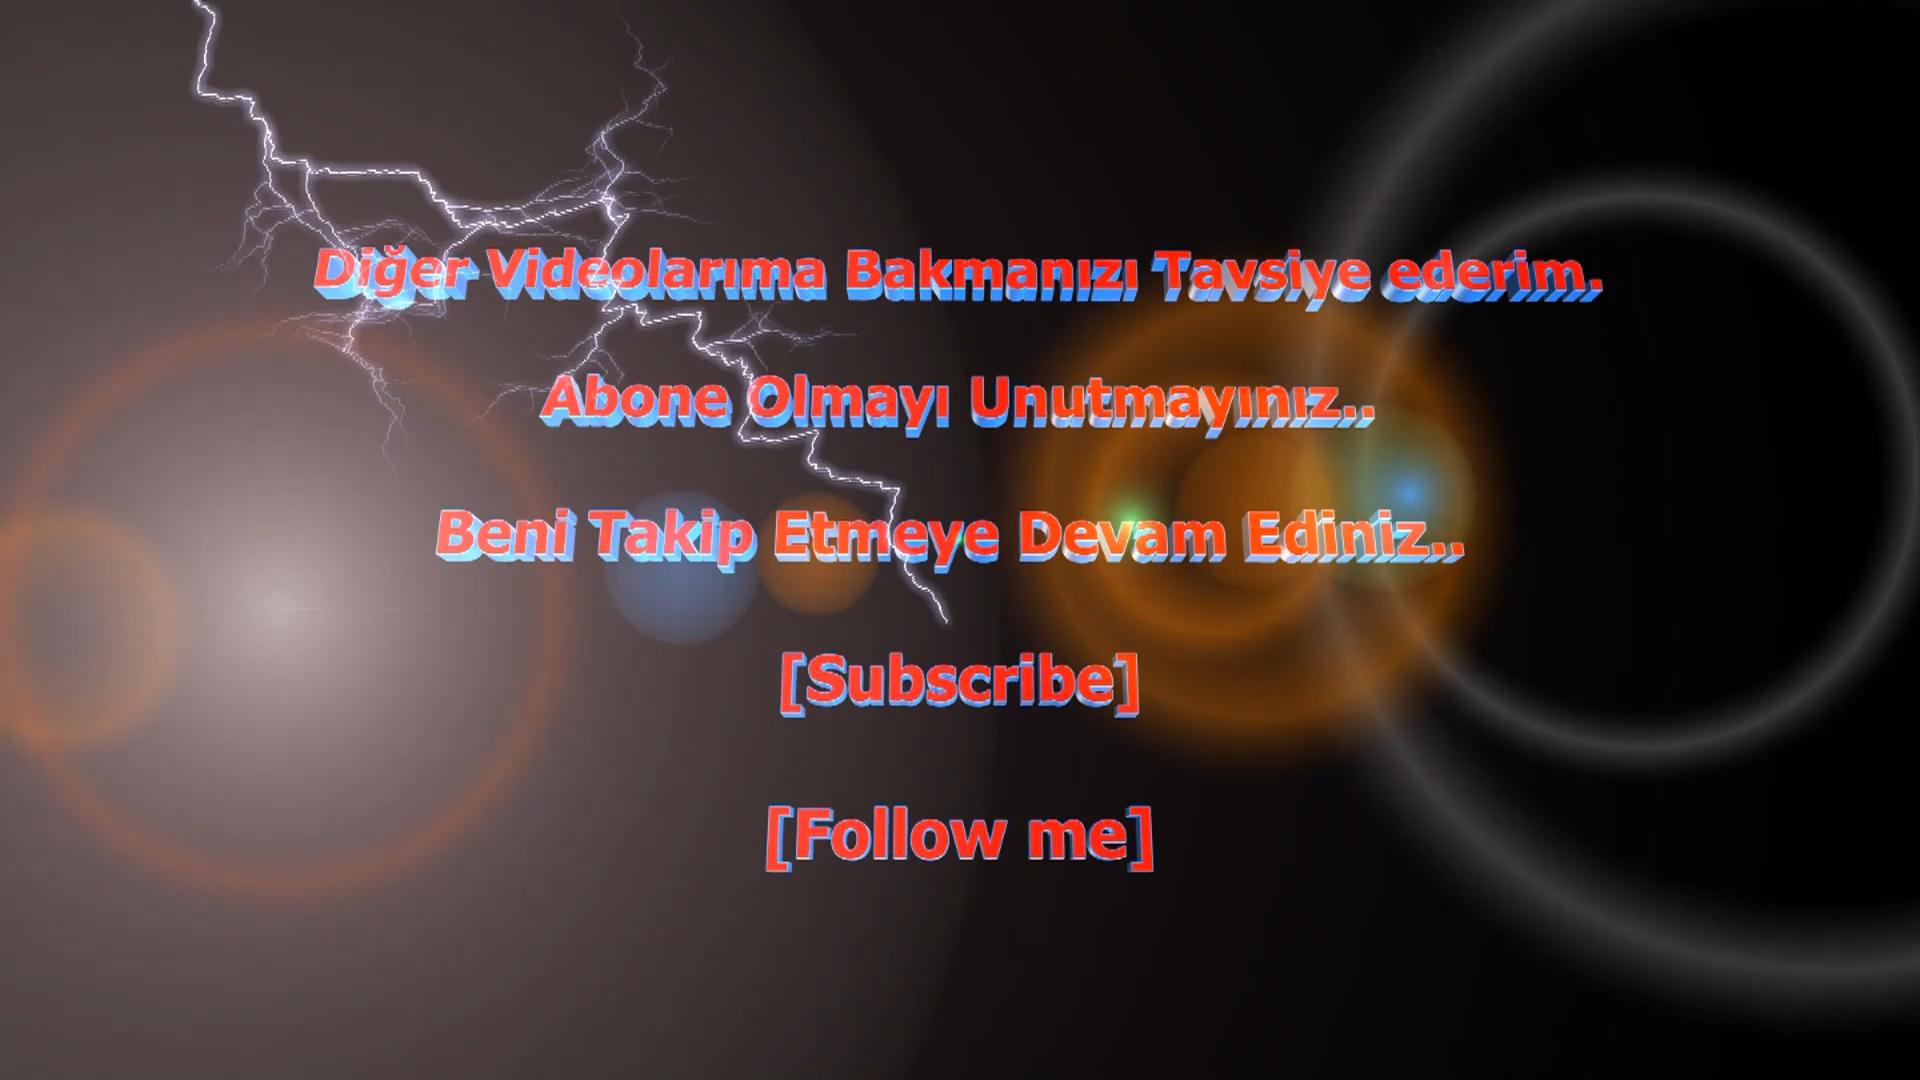 Diğer Videolarıma Bakmanızı Tavsiye ederim.
Abone Olmayı Unutmayınız..
Beni Takip Etmeye Devam Ediniz..
[Subscribe]
[Follow me]